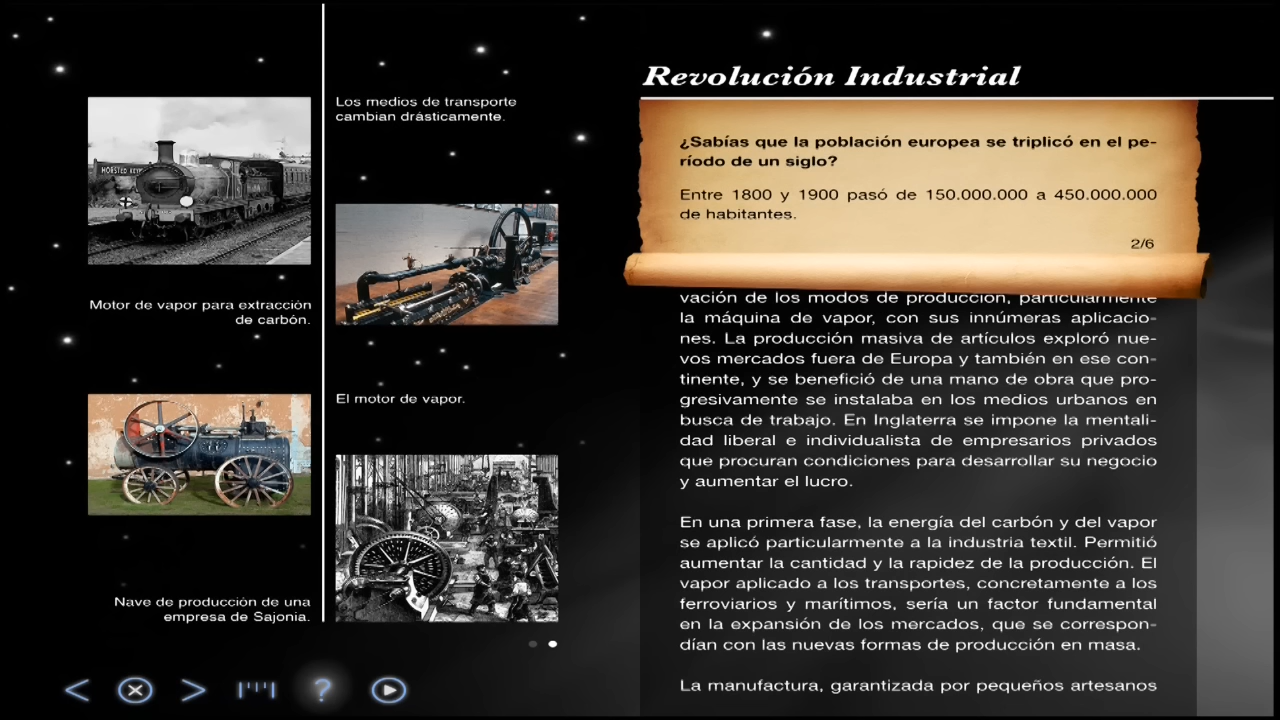 Los medios de transporte
cambian drásticamente.
HORSTED KEYNES
Motor de vapor para extracción
de carbón.
El motor de vapor.
Nave de producción de una
empresa de Sajonia.
Revolución Industrial
¿Sabías que la población europea se triplicó en el pe-
ríodo de un siglo?
Entre 1800 y 1900 pasó de 150.000.000 a 450.000.000
de habitantes.
2/6
vación de los modos de producción, particularmente
la máquina de vapor, con sus innúmeras aplicacio-
nes. La producción masiva de artículos exploró nue-
vos mercados fuera de Europa y también en ese con-
tinente, y se benefició de una mano de obra que pro-
gresivamente se instalaba en los medios urbanos en
busca de trabajo. En Inglaterra se impone la mentali-
dad liberal e individualista de empresarios privados
que procuran condiciones para desarrollar su negocio
y aumentar el lucro.
En una primera fase, la energía del carbón y del vapor
se aplicó particularmente a la industria textil. Permitió
aumentar la cantidad y la rapidez de la producción. El
vapor aplicado a los transportes, concretamente a los
ferroviarios y marítimos, sería un factor fundamental
en la expansión de los mercados, que se correspon-
dían con las nuevas formas de producción en masa.
La manufactura, garantizada por pequeños artesanos